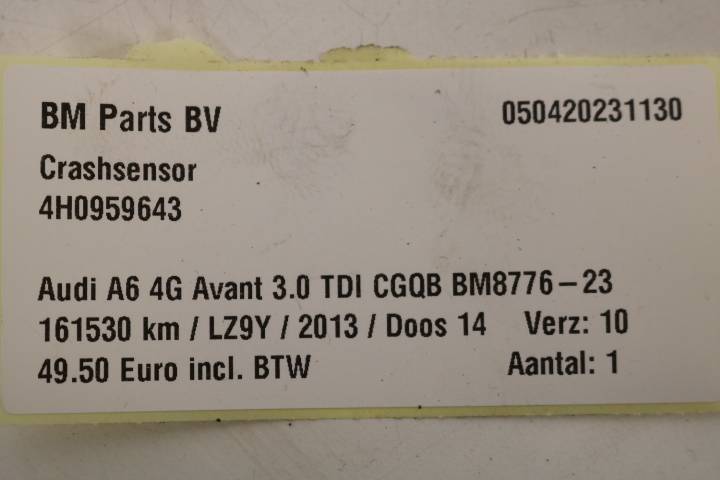 BM Parts BV 050420231130
Crashsensor
4H0959643
Audi A6 4G Avant 3.0 TDI CGQB BM8776-23
161530 km / LZ9Y / 2013 / Doos 14 Verz: 10
49.50 Euro incl. BTW Aantal: 1